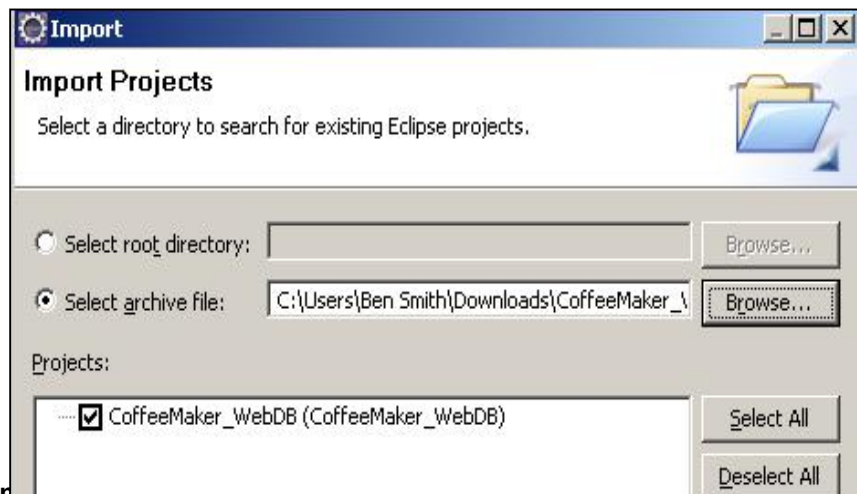 Import
Import Projects
Select a directory to search for existing Eclipse projects.
Select root directory:
Browse...
Select archive file:
C:\Users\Ben Smith\Downloads\CoffeeMaker_\
Browse...
Projects:
CoffeeMaker_WebDB (CoffeeMaker_WebDB)
Select All
Deselect All